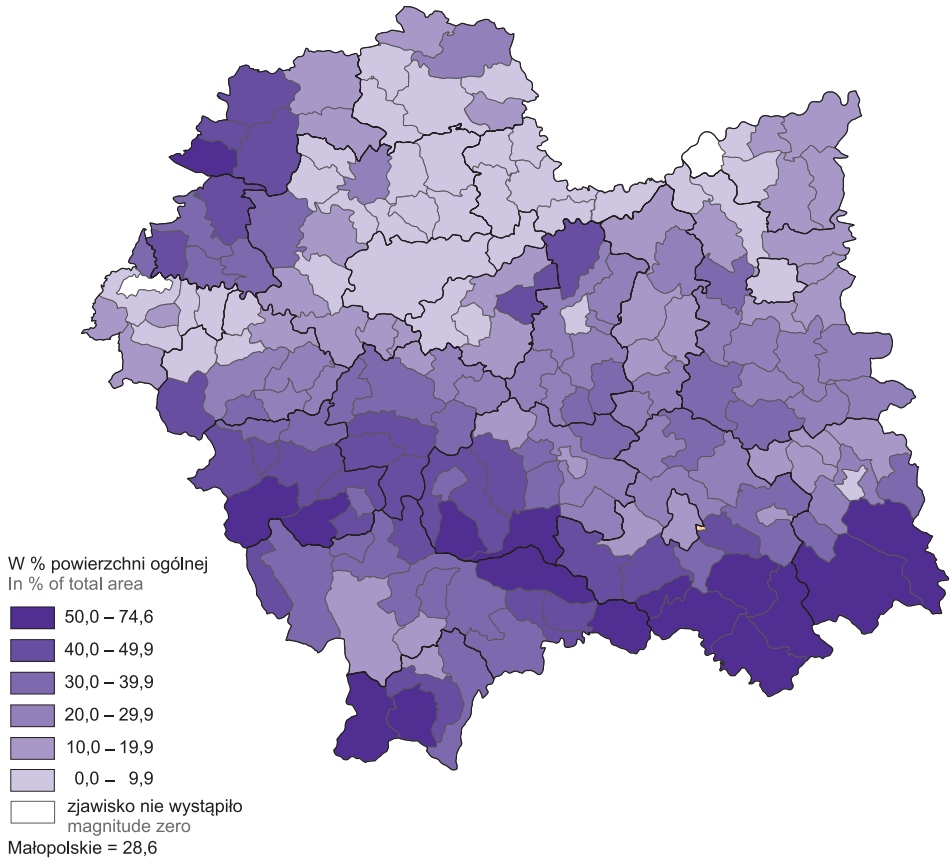 W % powierzchni ogólnej
In % of total area
50,0 – 74,6
40,0 – 49,9
30,0 – 39,9
20,0 – 29,9
10,0 – 19,9
0,0 – 9,9
zjawisko nie wystąpiło
magnitude zero
Małopolskie = 28,6